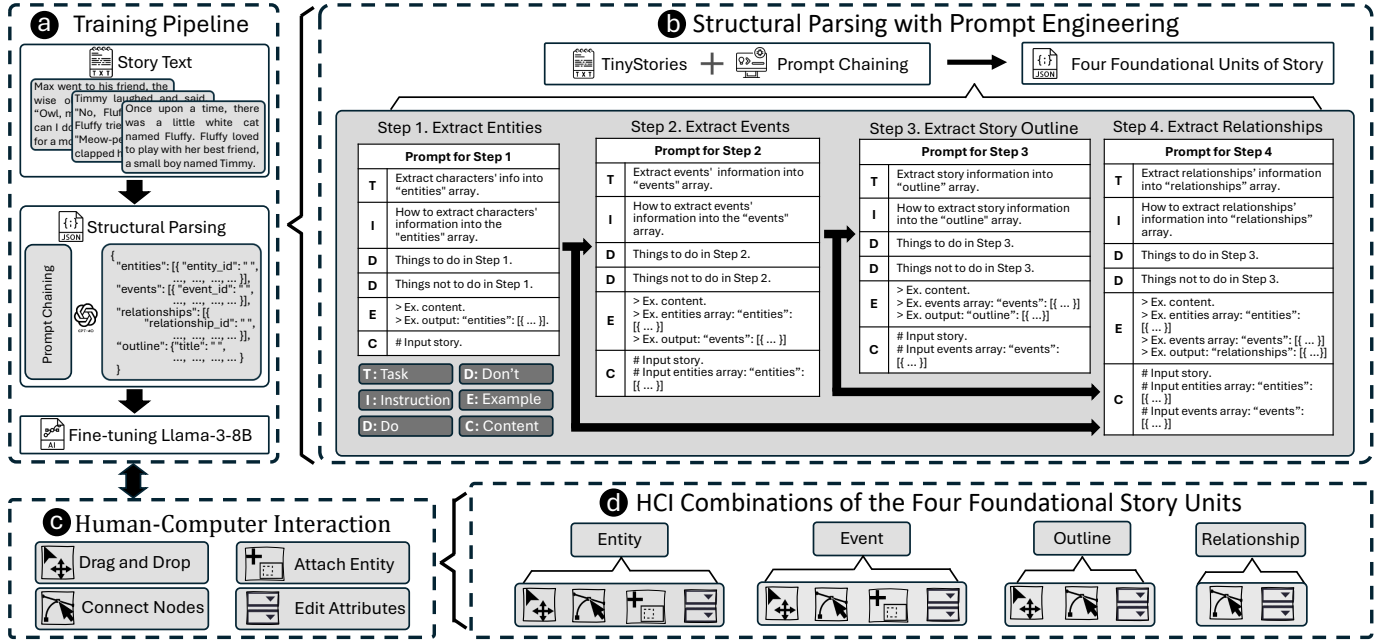 a Training Pipeline
TXT
Story Text
Max went to his friend, the
wise o
"Owl, m
can I do
for a mo
Timmy laughed and said
"No, Fluf
Fluffy trie
"Meow-pe
clapped h
Once upon a time, there
was a little white cat
named Fluffy. Fluffy loved
to play with her best friend,
a small boy named Timmy.
{:}
JSON
Structural Parsing
Prompt Chaining
GPT-4o
{
"entities": [{ "entity_id": " ",
..., ..., ..., ... }],
"events": [{ "event_id": " ",
..., ..., ..., ... }],
"relationships": [{
"relationship_id": " ",
..., ..., ..., ... }],
"outline": {"title": " ",
..., ..., ..., ... }
}
AI
Fine-tuning Llama-3-8B
b Structural Parsing with Prompt Engineering
TXT
TinyStories
+
Prompt Chaining
{:}
JSON
Four Foundational Units of Story
Step 1. Extract Entities
Prompt for Step 1
T Extract characters' info into
"entities" array.
I How to extract characters'
information into the
"entities" array.
D Things to do in Step 1.
D Things not to do in Step 1.
E > Ex. content.
> Ex. output: "entities": [{ ... }].
C # Input story.
T: Task
D: Don't
I: Instruction
E: Example
D: Do
C: Content
Step 2. Extract Events
Prompt for Step 2
T Extract events' information into
"events" array.
I How to extract events'
information into the "events"
array.
D Things to do in Step 2.
D Things not to do in Step 2.
E > Ex. content.
> Ex. entities array: "entities":
[{ ... }]
> Ex. output: "events": [{ ... }]
C # Input story.
# Input entities array: "entities":
[{ ... }]
Step 3. Extract Story Outline
Prompt for Step 3
T Extract story information into
"outline" array.
I How to extract story information
into the "outline" array.
D Things to do in Step 3.
D Things not to do in Step 3.
E > Ex. content.
> Ex. events array: "events": [{ ... }]
> Ex. output: "outline": [{ ... }]
C # Input story.
# Input events array: "events":
[{ ... }]
Step 4. Extract Relationships
Prompt for Step 4
T Extract relationships' information
into "relationships" array.
I How to extract relationships'
information into "relationships"
array.
D Things to do in Step 3.
D Things not to do in Step 3.
E > Ex. content.
> Ex. entities array: "entities":
[{ ... }]
> Ex. events array: "events": [{ ... }]
> Ex. output: "relationships": [{ ...}]
C # Input story.
# Input entities array: "entities":
[{ ... }]
# Input events array: "events":
[{ ... }]
c Human-Computer Interaction
Drag and Drop
Attach Entity
Connect Nodes
Edit Attributes
d HCI Combinations of the Four Foundational Story Units
Entity
Event
Outline
Relationship